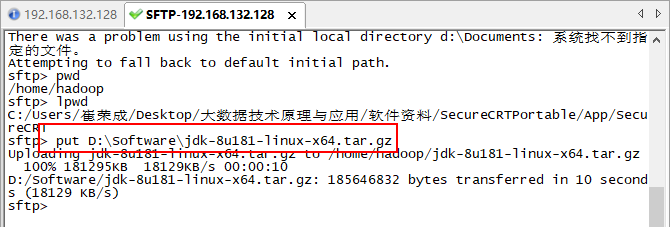 192.168.132.128 SFTP-192.168.132.128
There was a problem using the initial local directory d:\Documents: 系统找不到指
定的文件。
Attempting to fall back to default initial path.
sftp> pwd
/home/hadoop
sftp> lpwd
C:/Users/崔荣成/Desktop/大数据技术原理与应用/软件资料/SecureCRTPortable/App/Secu
reCRT
sftp> put D:\Software\jdk-8u181-linux-x64.tar.gz
Uploading jdk-8u181-linux-x64.tar.gz to /home/hadoop/jdk-8u181-linux-x64.tar.gz
100% 181295KB 18129KB/s 00:00:10
D:/Software/jdk-8u181-linux-x64.tar.gz: 185646832 bytes transferred in 10 second
s (18129 KB/s)
sftp>